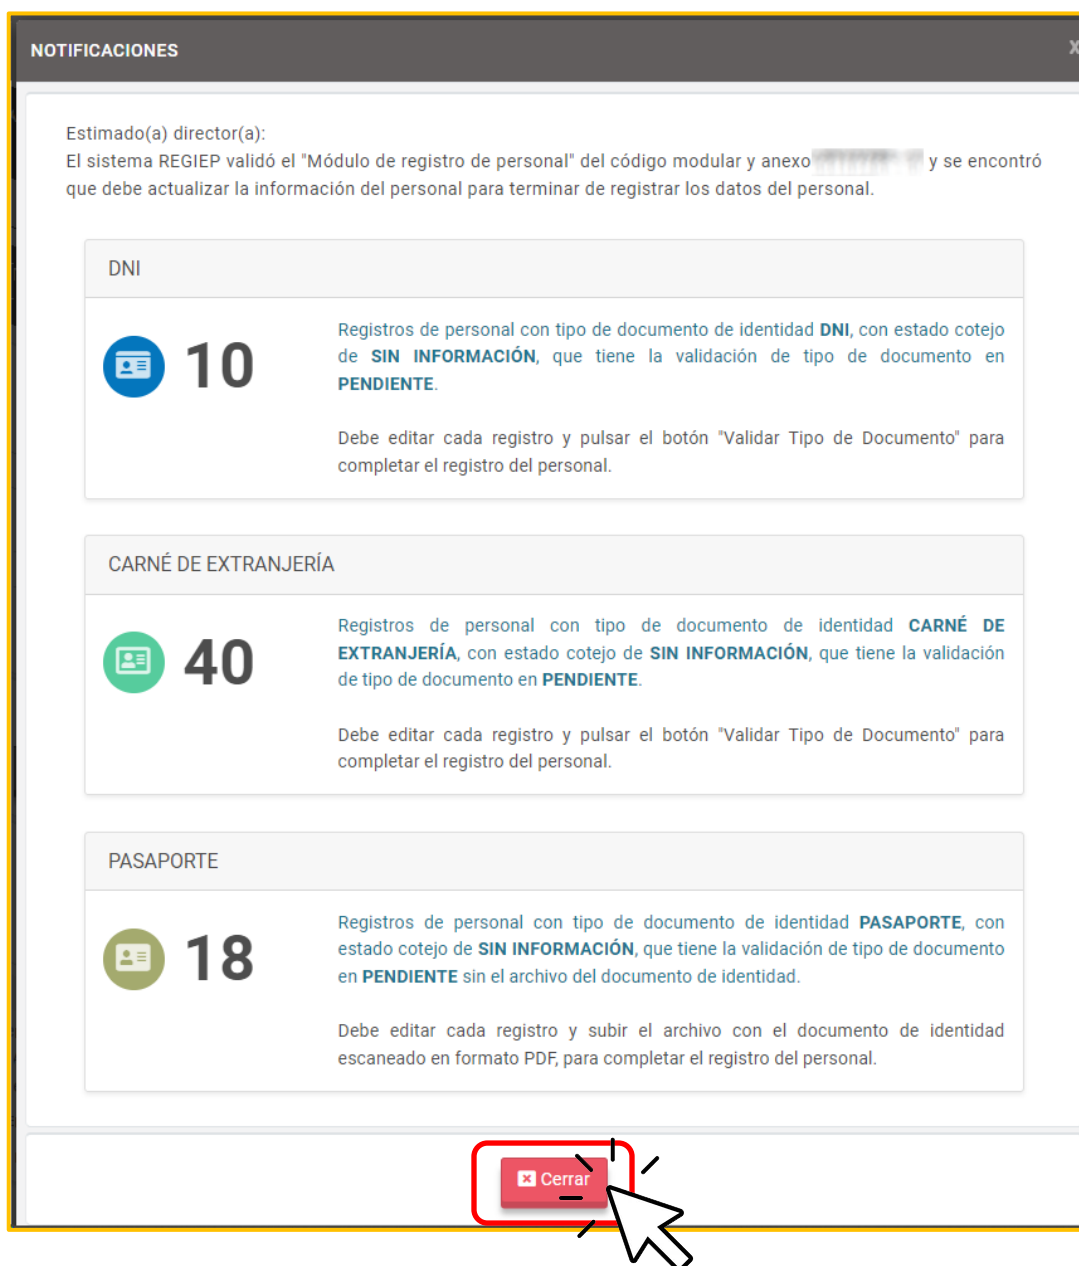 NOTIFICACIONES
X
Estimado(a) director(a):
El sistema REGIEP validó el "Módulo de registro de personal" del código modular y anexo y se encontró
que debe actualizar la información del personal para terminar de registrar los datos del personal.
DNI
10
Registros de personal con tipo de documento de identidad DNI, con estado cotejo
de SIN INFORMACIÓN, que tiene la validación de tipo de documento en
PENDIENTE.
Debe editar cada registro y pulsar el botón "Validar Tipo de Documento" para
completar el registro del personal.
CARNÉ DE EXTRANJERÍA
40
Registros de personal con tipo de documento de identidad CARNÉ DE
EXTRANJERÍA, con estado cotejo de SIN INFORMACIÓN, que tiene la validación
de tipo de documento en PENDIENTE.
Debe editar cada registro y pulsar el botón "Validar Tipo de Documento" para
completar el registro del personal.
PASAPORTE
18
Registros de personal con tipo de documento de identidad PASAPORTE, con
estado cotejo de SIN INFORMACIÓN, que tiene la validación de tipo de documento
en PENDIENTE sin el archivo del documento de identidad.
Debe editar cada registro y subir el archivo con el documento de identidad
escaneado en formato PDF, para completar el registro del personal.
Cerrar